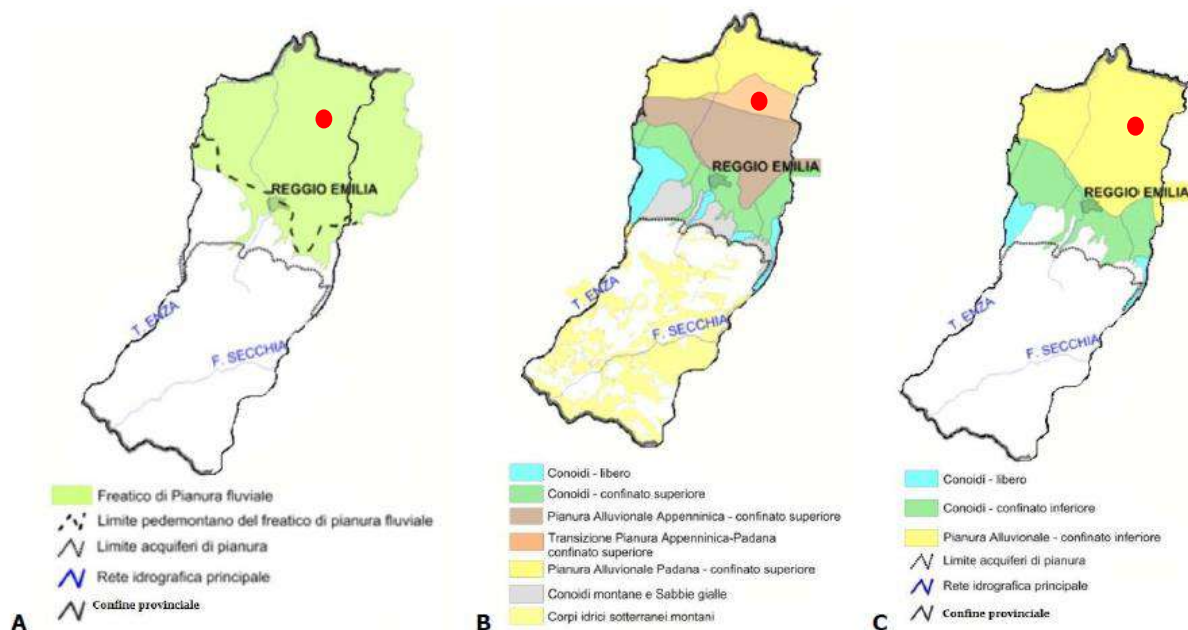 REGGIO EMILIA
T. ENZA
F. SECCHIA
Freatico di Pianura fluviale
Limite pedemontano del freatico di pianura fluviale
Limite acquiferi di pianura
Rete idrografica principale
Confine provinciale
A
REGGIO EMILIA
T. ENZA
F. SECCHIA
Conoidi - libero
Conoidi - confinato superiore
Pianura Alluvionale Appenninica - confinato superiore
Transizione Pianura Appenninica-Padana
confinato superiore
Pianura Alluvionale Padana - confinato superiore
Conoidi montane e Sabbie gialle
Corpi idrici sotterranei montani
B
REGGIO EMILIA
T. ENZA
F. SECCHIA
Conoidi - libero
Conoidi - confinato inferiore
Pianura Alluvionale - confinato inferiore
Limite acquiferi di pianura
Rete idrografica principale
Confine provinciale
C